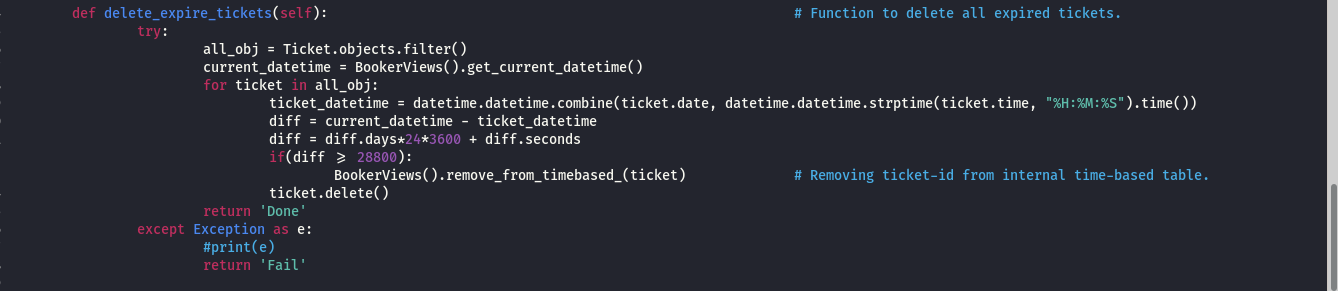 def delete_expire_tickets(self): # Function to delete all expired tickets.
try:
all_obj = Ticket.objects.filter()
current_datetime = BookerViews().get_current_datetime()
for ticket in all_obj:
ticket_datetime = datetime.datetime.combine(ticket.date, datetime.datetime.strptime(ticket.time, "%H:%M:%S").time())
diff = current_datetime - ticket_datetime
diff = diff.days*24*3600 + diff.seconds
if(diff ⩾ 28800):
BookerViews().remove_from_timebased_(ticket) # Removing ticket-id from internal time-based table.
ticket.delete()
return 'Done'
except Exception as e:
#print(e)
return 'Fail'